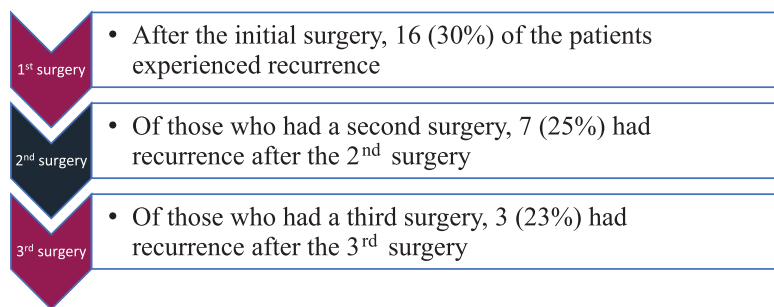 1st surgery
• After the initial surgery, 16 (30%) of the patients
experienced recurrence
2nd surgery
• Of those who had a second surgery, 7 (25%) had
recurrence after the 2nd surgery
3rd surgery
• Of those who had a third surgery, 3 (23%) had
recurrence after the 3rd surgery